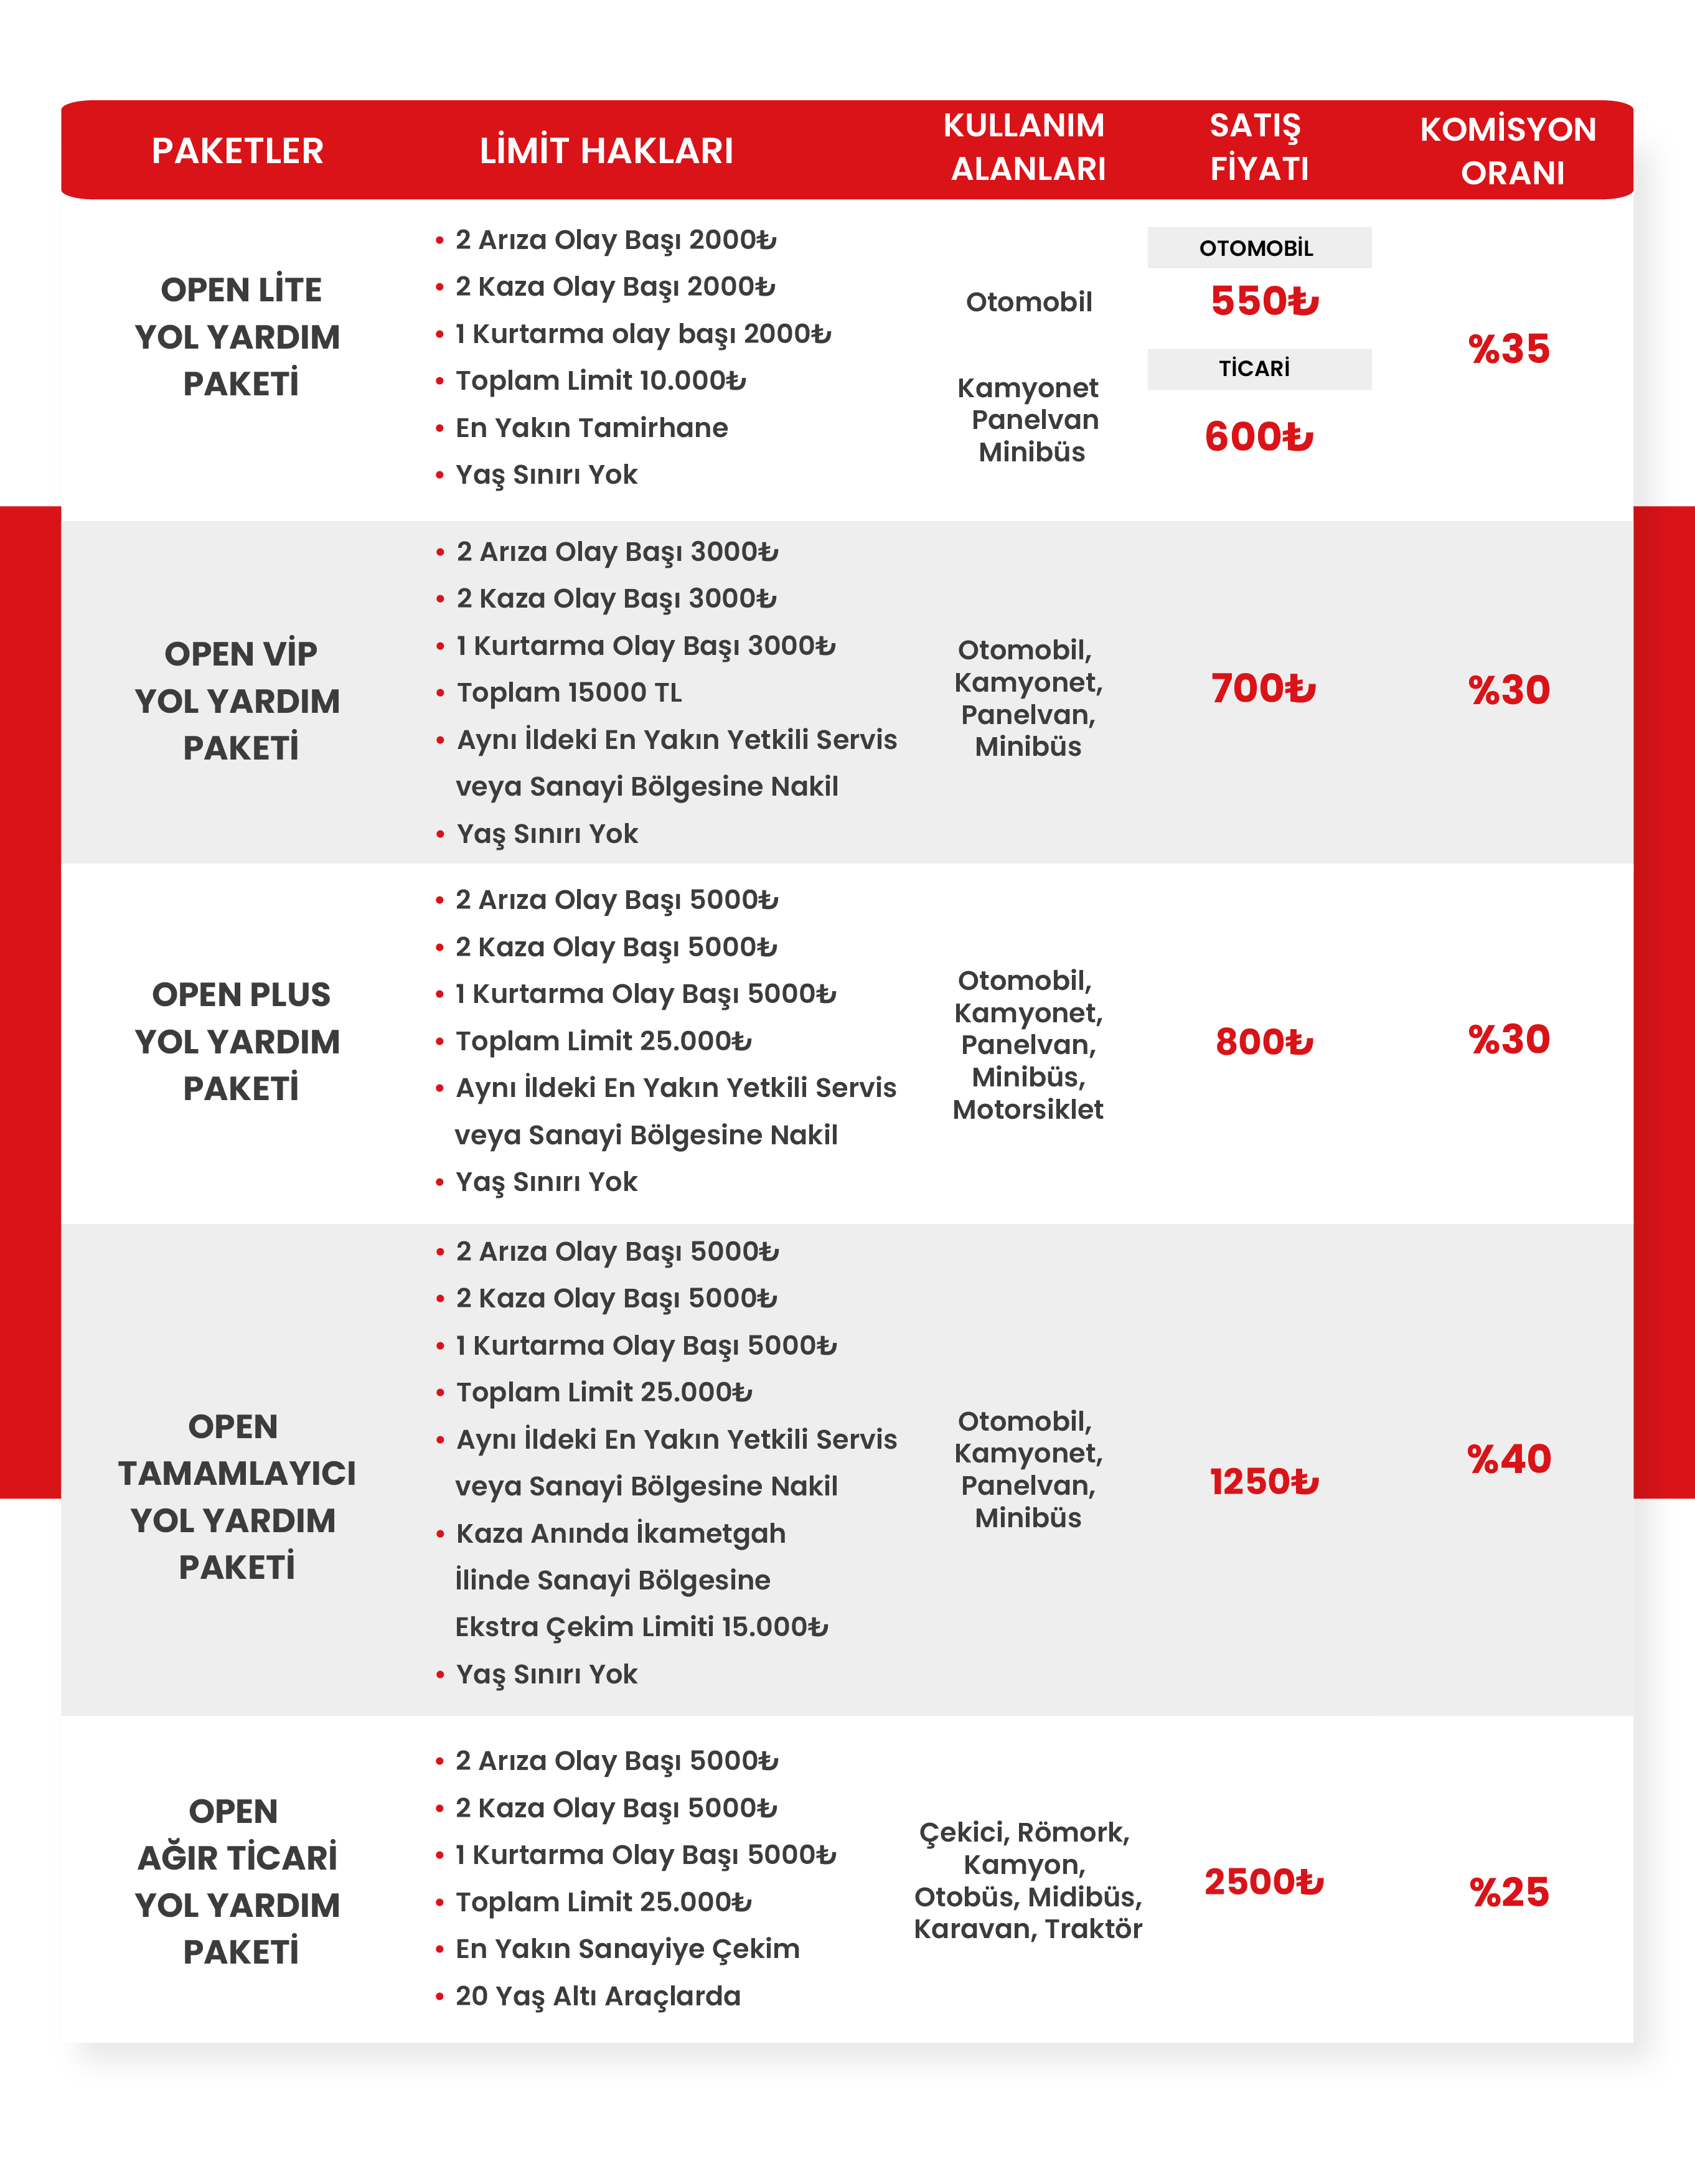 PAKETLER
LİMİT HAKLARI
KULLANIM
ALANLARI
SATIŞ
FİYATI
KOMİSYON
ORANI
OPEN LİTE
YOL YARDIM
PAKETİ
• 2 Arıza Olay Başı 2000₺
• 2 Kaza Olay Başı 2000₺
• 1 Kurtarma olay başı 2000₺
• Toplam Limit 10.000₺
• En Yakın Tamirhane
• Yaş Sınırı Yok
Otomobil
Kamyonet
Panelvan
Minibüs
OTOMOBİL
550₺
TİCARİ
600₺
%35
OPEN VİP
YOL YARDIM
PAKETİ
• 2 Arıza Olay Başı 3000₺
• 2 Kaza Olay Başı 3000₺
• 1 Kurtarma Olay Başı 3000₺
• Toplam 15000 TL
• Aynı İldeki En Yakın Yetkili Servis
veya Sanayi Bölgesine Nakil
• Yaş Sınırı Yok
Otomobil,
Kamyonet,
Panelvan,
Minibüs
700₺
%30
OPEN PLUS
YOL YARDIM
PAKETİ
• 2 Arıza Olay Başı 5000₺
• 2 Kaza Olay Başı 5000₺
• 1 Kurtarma Olay Başı 5000₺
• Toplam Limit 25.000₺
• Aynı İldeki En Yakın Yetkili Servis
veya Sanayi Bölgesine Nakil
• Yaş Sınırı Yok
Otomobil,
Kamyonet,
Panelvan,
Minibüs,
Motorsiklet
800₺
%30
OPEN
TAMAMLAYICI
YOL YARDIM
PAKETİ
• 2 Arıza Olay Başı 5000₺
• 2 Kaza Olay Başı 5000₺
• 1 Kurtarma Olay Başı 5000₺
• Toplam Limit 25.000₺
• Aynı İldeki En Yakın Yetkili Servis
veya Sanayi Bölgesine Nakil
• Kaza Anında İkametgah
İlinde Sanayi Bölgesine
Ekstra Çekim Limiti 15.000₺
• Yaş Sınırı Yok
Otomobil,
Kamyonet,
Panelvan,
Minibüs
1250₺
%40
OPEN
AĞIR TİCARİ
YOL YARDIM
PAKETİ
• 2 Arıza Olay Başı 5000₺
• 2 Kaza Olay Başı 5000₺
• 1 Kurtarma Olay Başı 5000₺
• Toplam Limit 25.000₺
• En Yakın Sanayiye Çekim
• 20 Yaş Altı Araçlarda
Çekici, Römork,
Kamyon,
Otobüs, Midibüs,
Karavan, Traktör
2500₺
%25